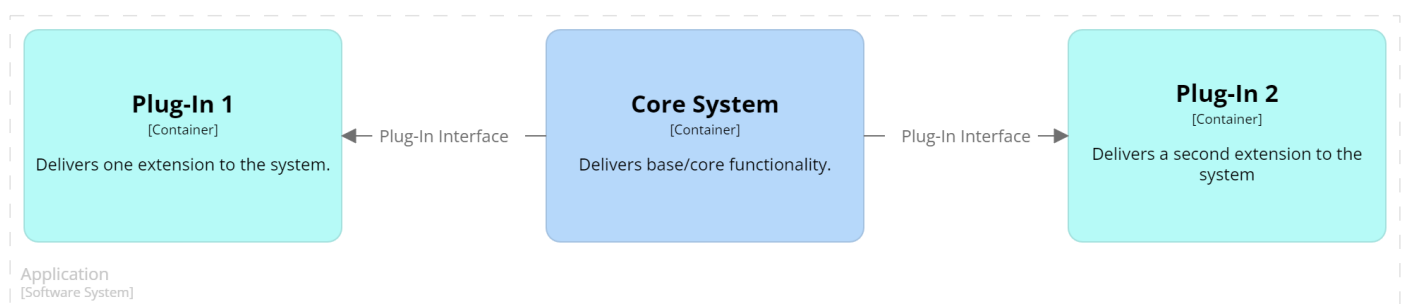 Plug-In 1
[Container]
Delivers one extension to the system.
Plug-In Interface
Core System
[Container]
Delivers base/core functionality.
Plug-In Interface
Plug-In 2
[Container]
Delivers a second extension to the
system
Application
[Software System]